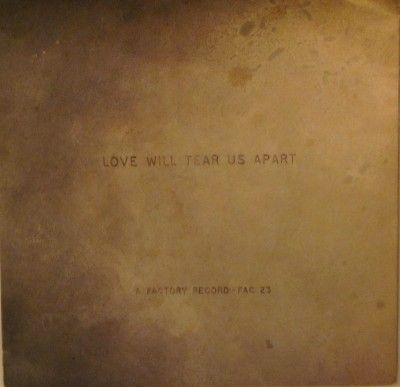 LOVE WILL TEAR US APART
A FACTORY RECORD FAC 23